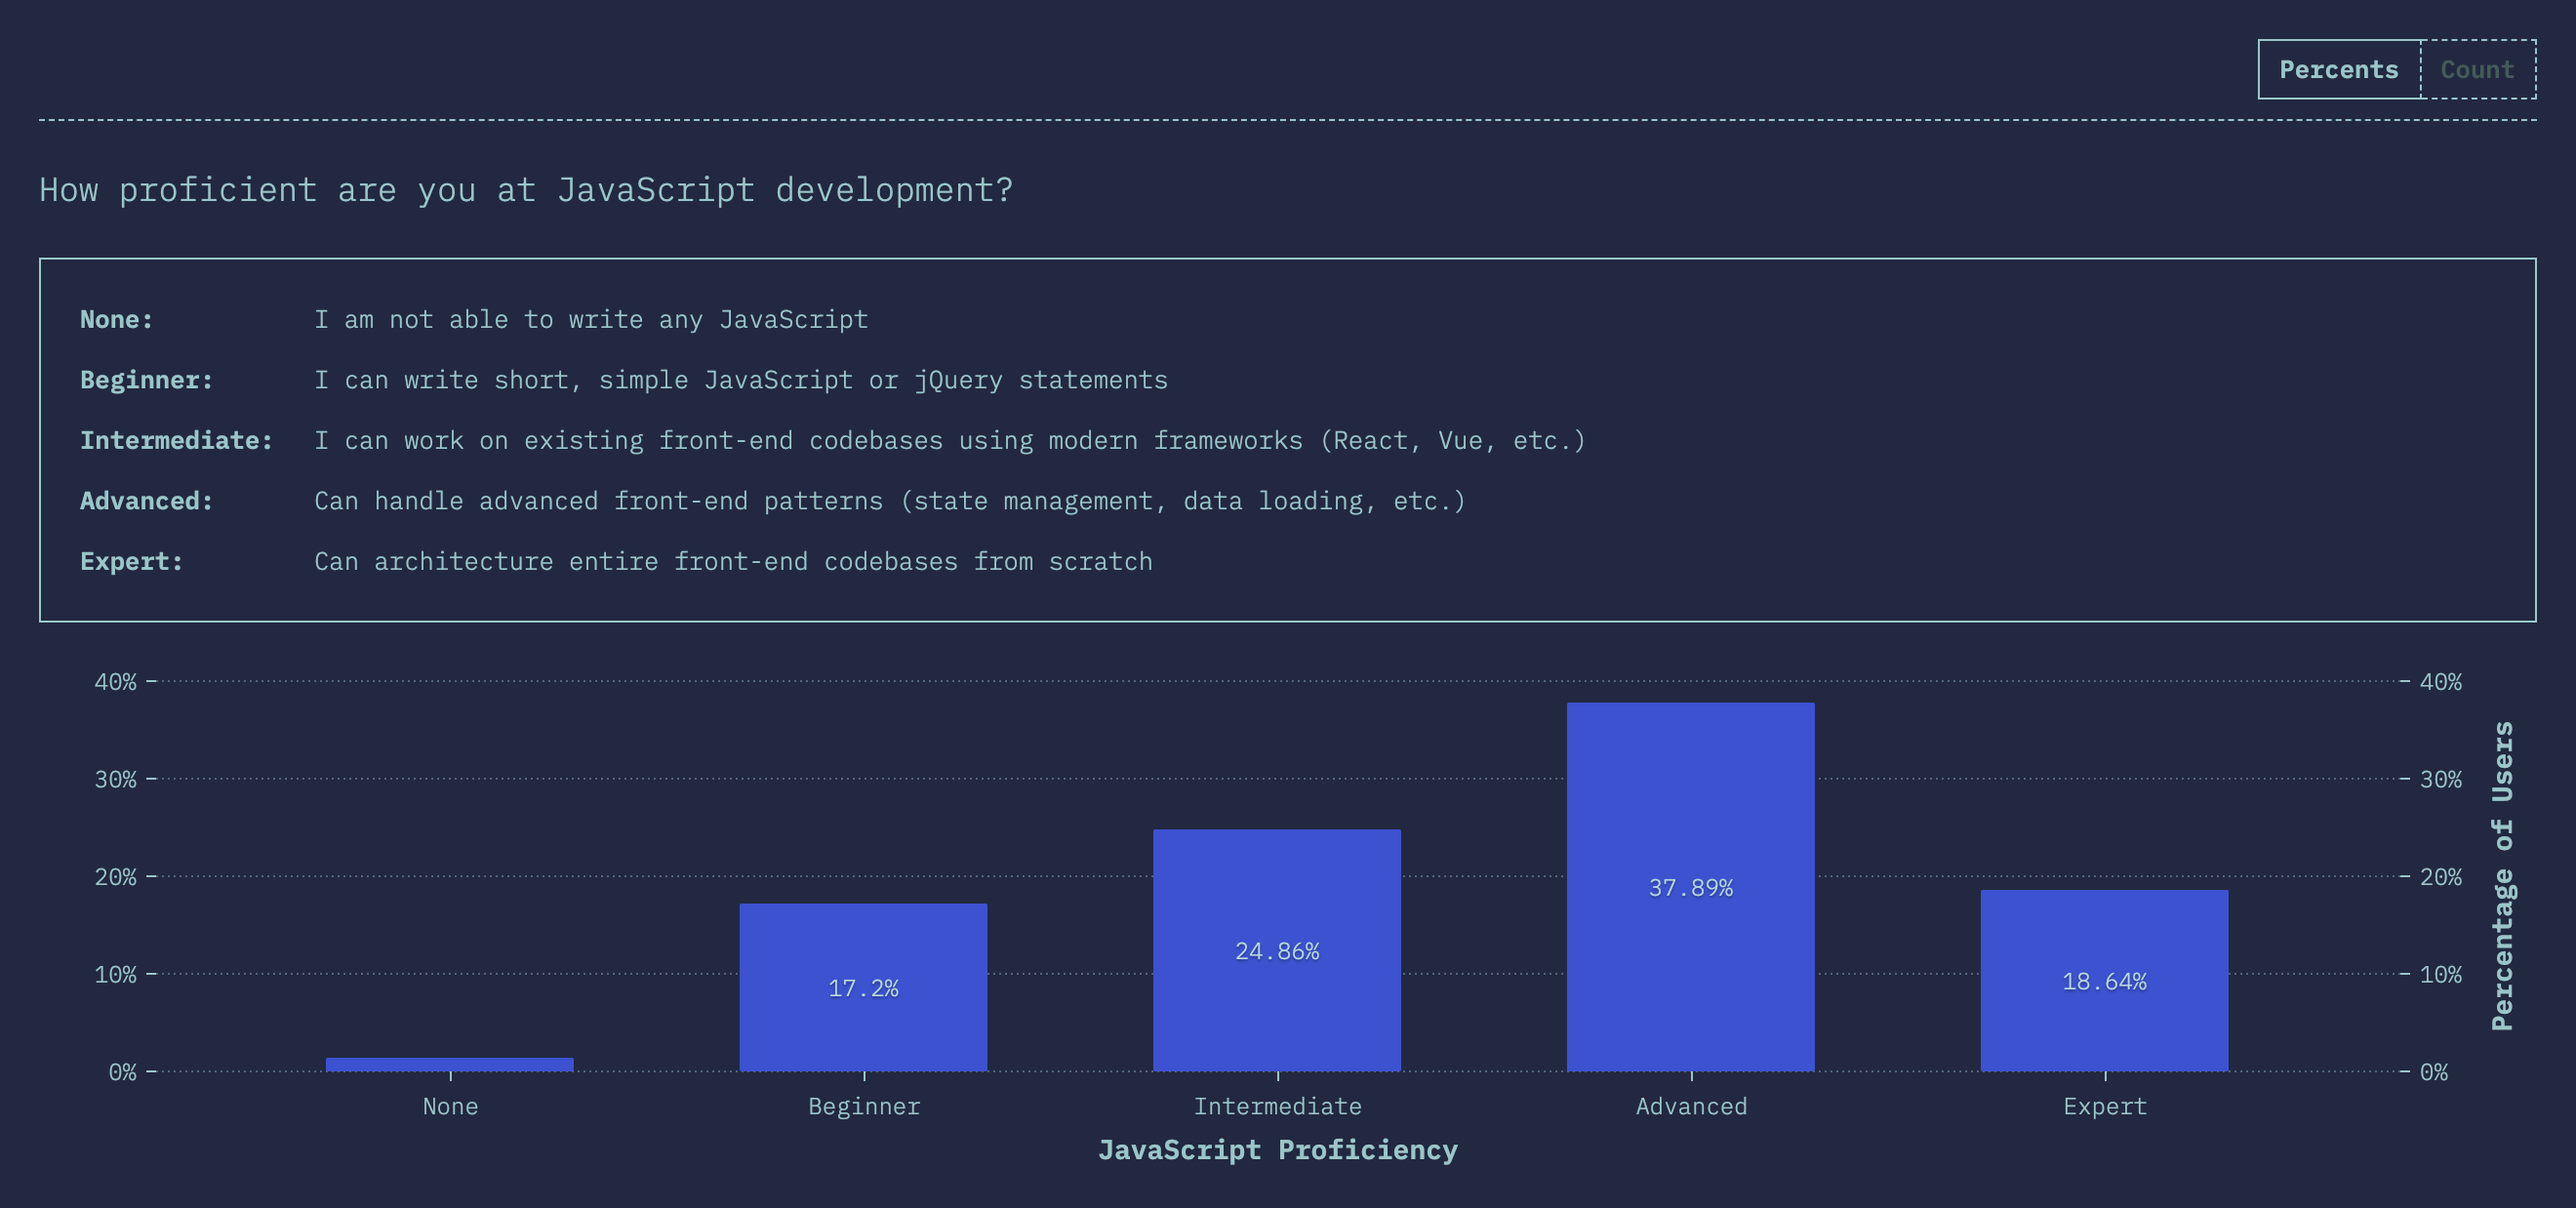 Percents Count
How proficient are you at JavaScript development?
None: I am not able to write any JavaScript
Beginner: I can write short, simple JavaScript or jQuery statements
Intermediate: I can work on existing front-end codebases using modern frameworks (React, Vue, etc.)
Advanced: Can handle advanced front-end patterns (state management, data loading, etc.)
Expert: Can architecture entire front-end codebases from scratch
40% 40%
30% 30%
20% 37.89% 20%
24.86%
10% 17.2% 18.64% 10%
0% 0%
Percentage of Users
None Beginner Intermediate Advanced Expert
JavaScript Proficiency